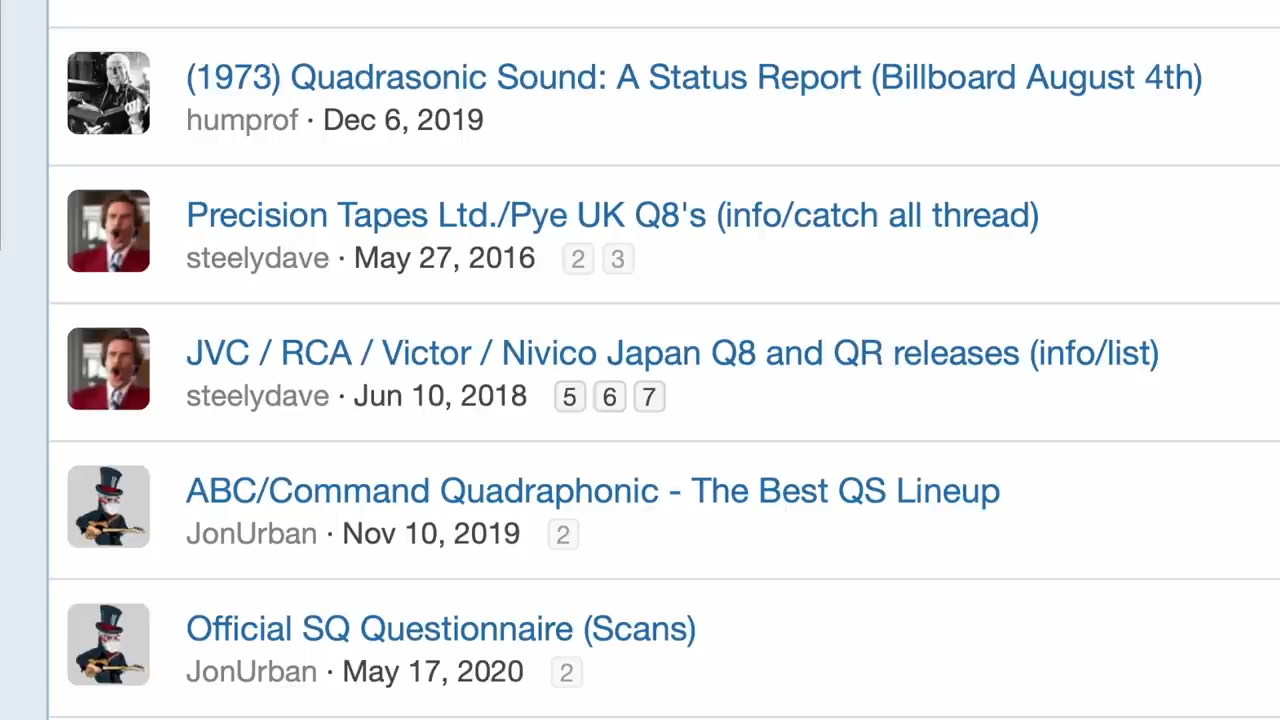 (1973) Quadrasonic Sound: A Status Report (Billboard August 4th)
humprof · Dec 6, 2019
Precision Tapes Ltd./Pye UK Q8's (info/catch all thread)
steelydave · May 27, 2016 2 3
JVC / RCA / Victor / Nivico Japan Q8 and QR releases (info/list)
steelydave · Jun 10, 2018 5 6 7
ABC/Command Quadraphonic - The Best QS Lineup
JonUrban · Nov 10, 2019 2
Official SQ Questionnaire (Scans)
JonUrban · May 17, 2020 2